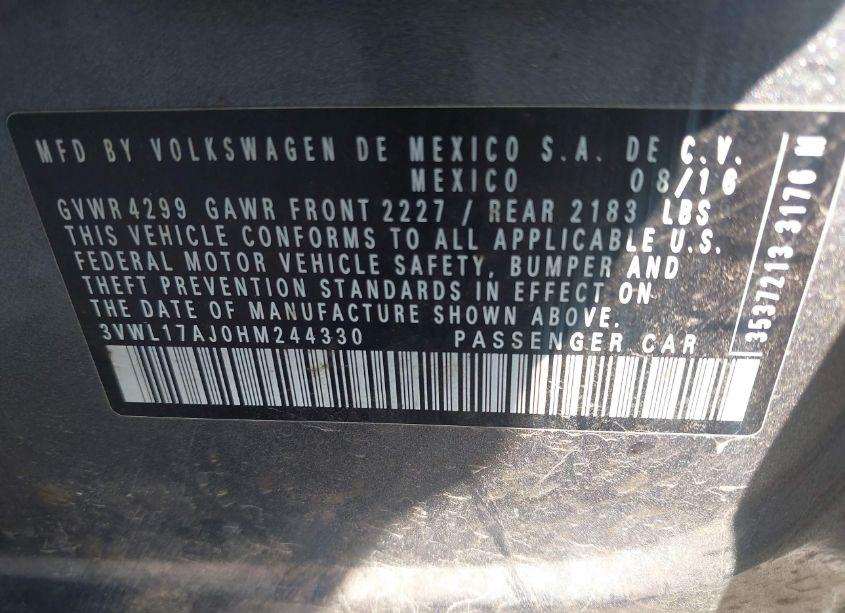 MFD BY VOLKSWAGEN DE MEXICO S.A. DE C.V.
MEXICO 08/16
GVWR 4299 GAWR FRONT 2227 / REAR 2183 LBS
THIS VEHICLE CONFORMS TO ALL APPLICABLE U.S.
FEDERAL MOTOR VEHICLE SAFETY, BUMPER AND
THEFT PREVENTION STANDARDS IN EFFECT ON
THE DATE OF MANUFACTURE SHOWN ABOVE.
3VWL17AJ0HM244330 PASSENGER CAR
3537213 3176 M